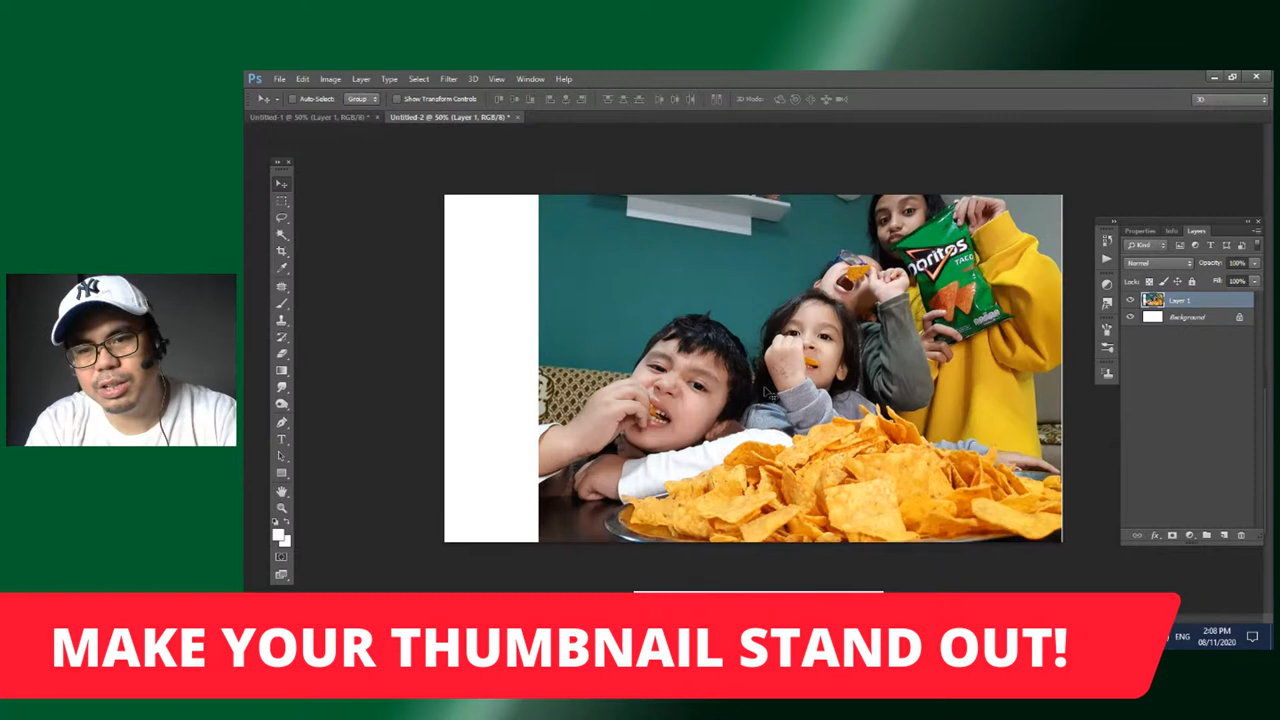 Ps File Edit Image Layer Type Select Filter 3D View Window Help
Auto-Select: Group Show Transform Controls 3D Mode: 3D
Untitled-1 @ 50% (Layer 1, RGB/8) * × Untitled-2 @ 50% (Layer 1, RGB/8) * ×
NY
Doritos
TACO
Properties Info Layers
Kind
Normal Opacity: 100%
Lock: Fill: 100%
Layer 1
Background
fx
T
ENG 2:08 PM
08/11/2020
MAKE YOUR THUMBNAIL STAND OUT!